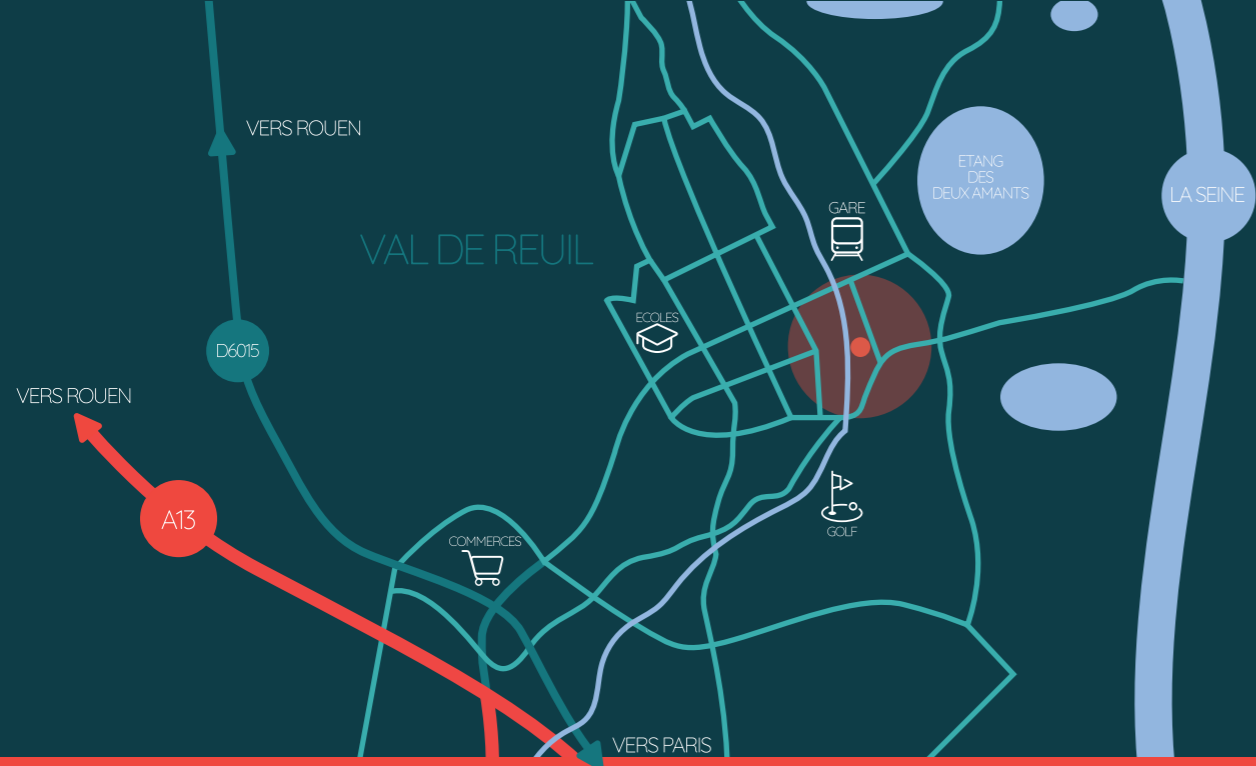 VERS ROUEN
ETANG
DES
DEUX AMANTS
LA SEINE
GARE
VAL DE REUIL
ECOLES
D6015
VERS ROUEN
A13
GOLF
COMMERCES
VERS PARIS